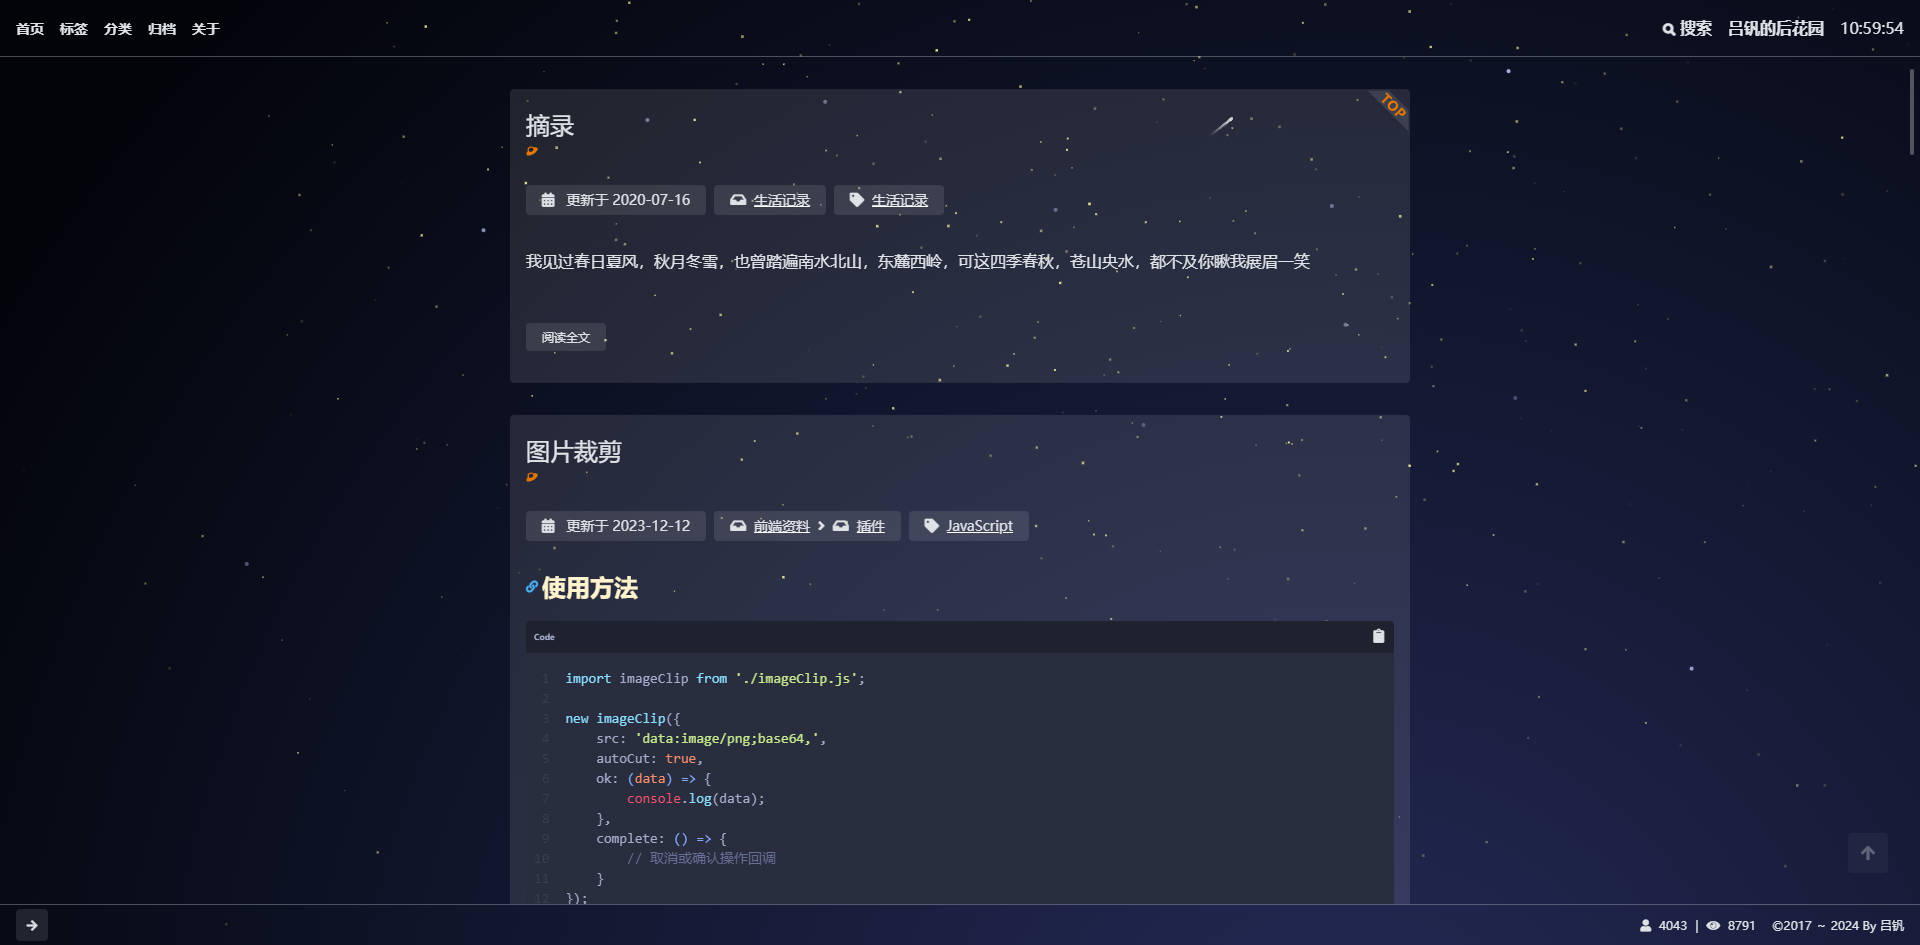 首页 标签 分类 归档 关于
搜索 吕钒的后花园 10:59:54
TOP
摘录
更新于 2020-07-16 生活记录 生活记录
我见过春日夏风，秋月冬雪，也曾踏遍南水北山，东麓西岭，可这四季春秋，苍山泱水，都不及你瞅我展眉一笑
阅读全文
图片裁剪
更新于 2023-12-12 前端资料 插件 JavaScript
使用方法
Code
1 import imageClip from './imageClip.js';
2
3 new imageClip({
4 src: 'data:image/png;base64,',
5 autoCut: true,
6 ok: (data) => {
7 console.log(data);
8 },
9 complete: () => {
10 // 取消或确认操作回调
11 }
12 });
4043 | 8791 ©2017 ~ 2024 By 吕钒